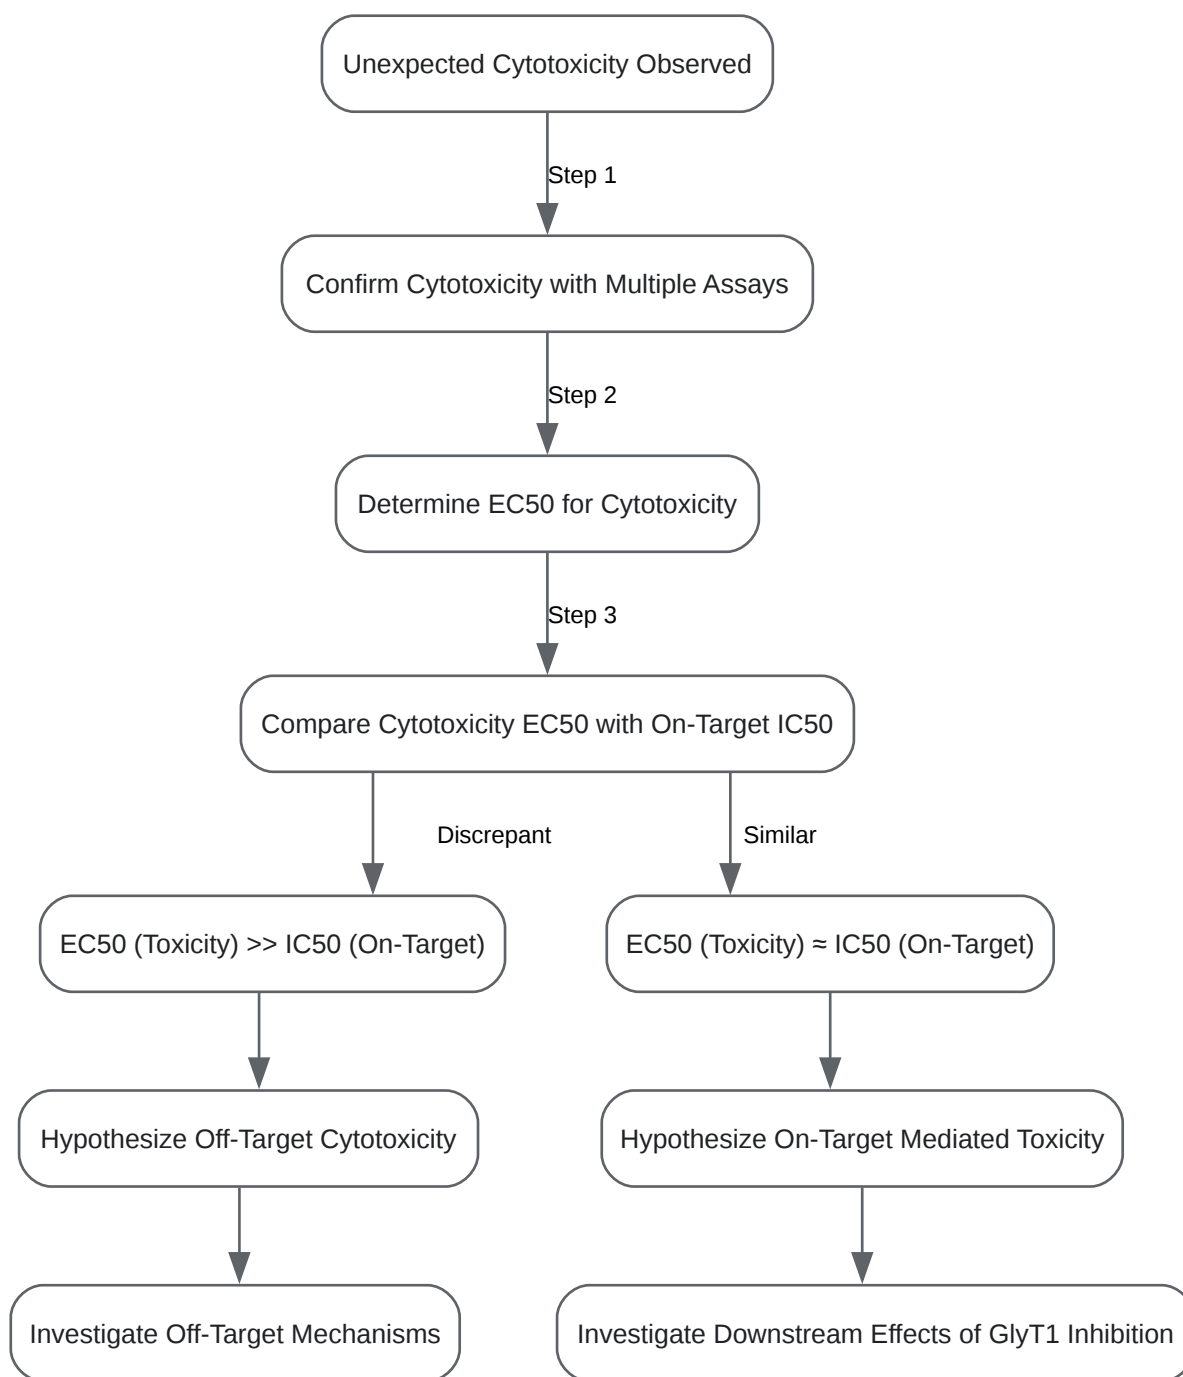 Unexpected Cytotoxicity Observed
Step 1
Confirm Cytotoxicity with Multiple Assays
Step 2
Determine EC50 for Cytotoxicity
Step 3
Compare Cytotoxicity EC50 with On-Target IC50
Discrepant
Similar
EC50 (Toxicity) >> IC50 (On-Target)
EC50 (Toxicity) ≈ IC50 (On-Target)
Hypothesize Off-Target Cytotoxicity
Hypothesize On-Target Mediated Toxicity
Investigate Off-Target Mechanisms
Investigate Downstream Effects of GlyT1 Inhibition